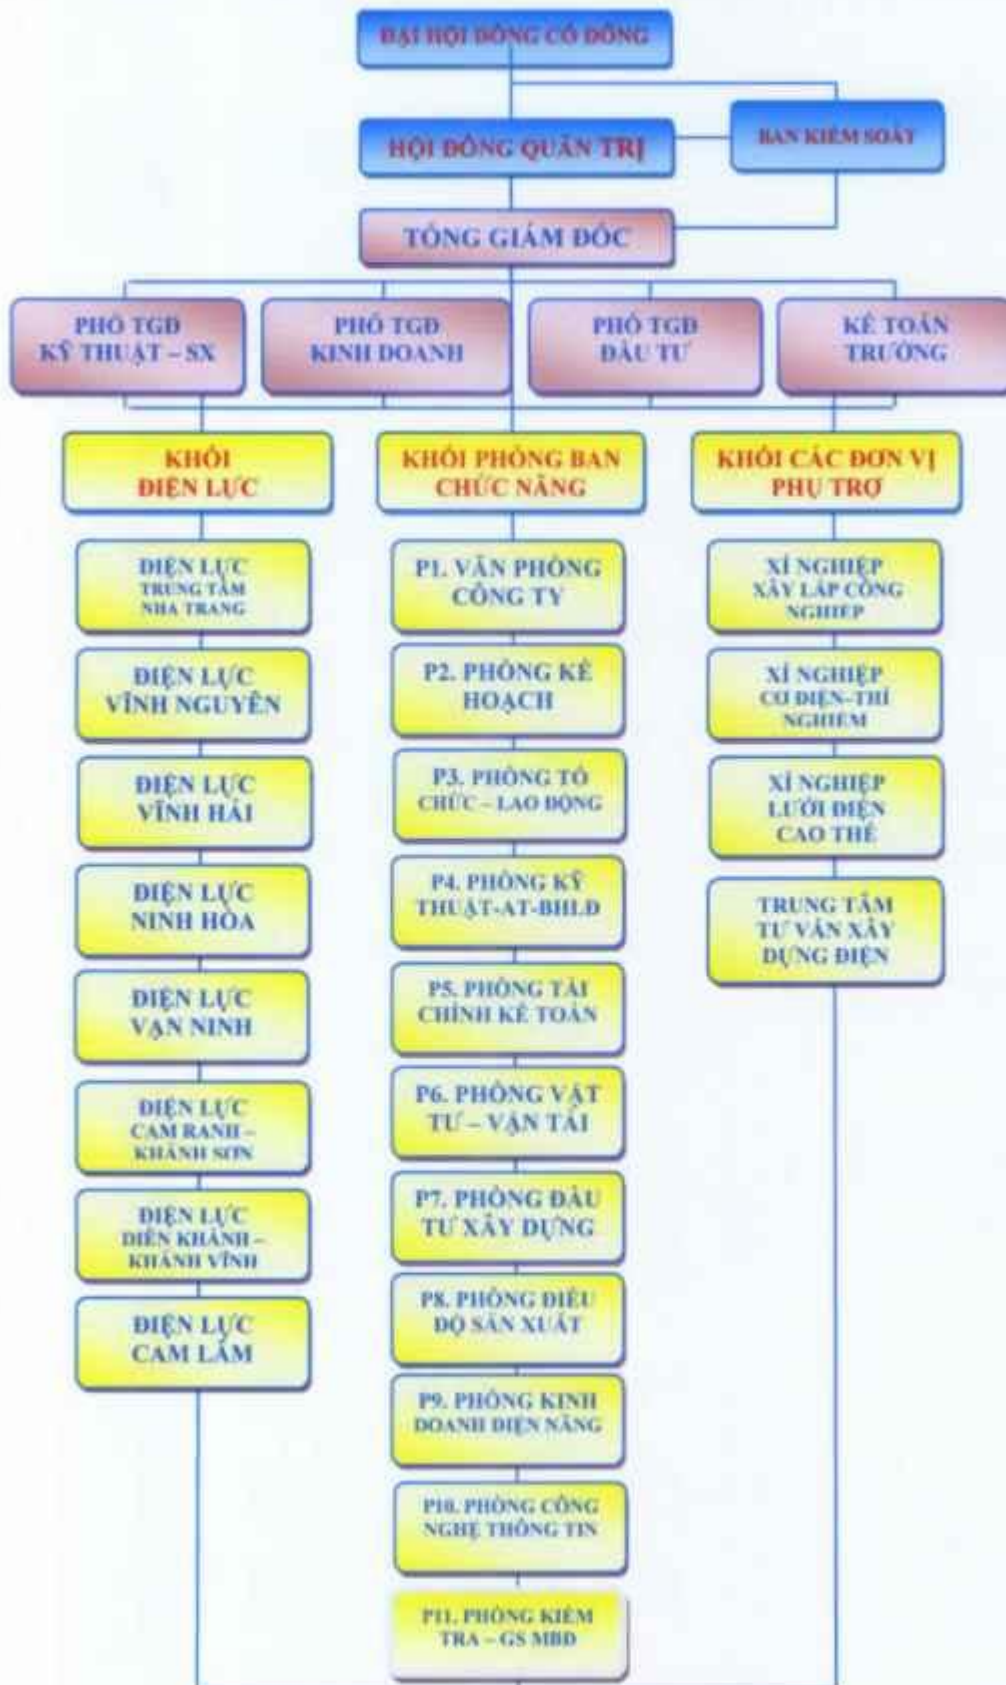 ĐẠI HỘI ĐỒNG CỔ ĐÔNG
HỘI ĐỒNG QUẢN TRỊ
BAN KIỂM SOÁT
TỔNG GIÁM ĐỐC
PHÓ TGĐ
KỸ THUẬT – SX
PHÓ TGĐ
KINH DOANH
PHÓ TGĐ
ĐẦU TƯ
KẾ TOÁN
TRƯỞNG
KHỐI
ĐIỆN LỰC
ĐIỆN LỰC
TRUNG TÂM
NHA TRANG
ĐIỆN LỰC
VĨNH NGUYÊN
ĐIỆN LỰC
VĨNH HẢI
ĐIỆN LỰC
NINH HÒA
ĐIỆN LỰC
VẠN NINH
ĐIỆN LỰC
CAM RANH –
KHÁNH SƠN
ĐIỆN LỰC
DIÊN KHÁNH –
KHÁNH VĨNH
ĐIỆN LỰC
CAM LÂM
KHỐI PHÒNG BAN
CHỨC NĂNG
P1. VĂN PHÒNG
CÔNG TY
P2. PHÒNG KẾ
HOẠCH
P3. PHÒNG TỔ
CHỨC – LAO ĐỘNG
P4. PHÒNG KỸ
THUẬT-AT-BHLĐ
P5. PHÒNG TÀI
CHÍNH KẾ TOÁN
P6. PHÒNG VẬT
TƯ – VẬN TẢI
P7. PHÒNG ĐẦU
TƯ XÂY DỰNG
P8. PHÒNG ĐIỀU
ĐỘ SẢN XUẤT
P9. PHÒNG KINH
DOANH ĐIỆN NĂNG
P10. PHÒNG CÔNG
NGHỆ THÔNG TIN
P11. PHÒNG KIỂM
TRA – GS MBĐ
KHỐI CÁC ĐƠN VỊ
PHỤ TRỢ
XÍ NGHIỆP
XÂY LẮP CÔNG
NGHIỆP
XÍ NGHIỆP
CƠ ĐIỆN-THÍ
NGHIỆM
XÍ NGHIỆP
LƯỚI ĐIỆN
CAO THẾ
TRUNG TÂM
TƯ VẤN XÂY
DỰNG ĐIỆN